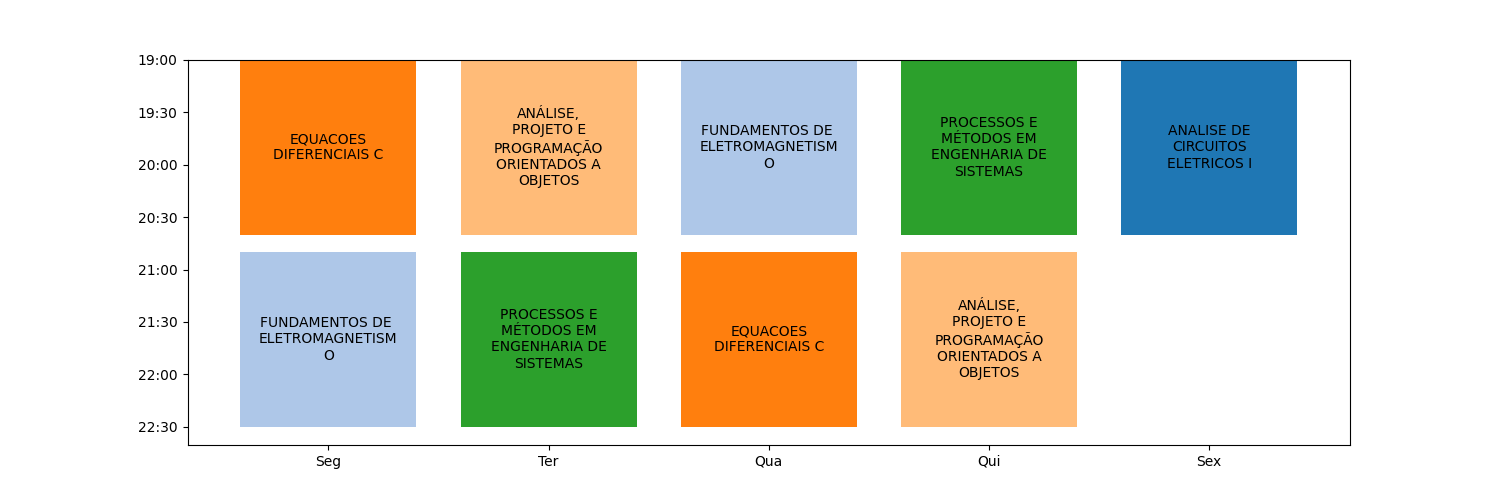 19:00
19:30
20:00
20:30
21:00
21:30
22:00
22:30
EQUACOES
DIFERENCIAIS C
ANÁLISE,
PROJETO E
PROGRAMAÇÃO
ORIENTADOS A
OBJETOS
FUNDAMENTOS DE
ELETROMAGNETISM
O
PROCESSOS E
MÉTODOS EM
ENGENHARIA DE
SISTEMAS
ANALISE DE
CIRCUITOS
ELETRICOS I
FUNDAMENTOS DE
ELETROMAGNETISM
O
PROCESSOS E
MÉTODOS EM
ENGENHARIA DE
SISTEMAS
EQUACOES
DIFERENCIAIS C
ANÁLISE,
PROJETO E
PROGRAMAÇÃO
ORIENTADOS A
OBJETOS
Seg
Ter
Qua
Qui
Sex